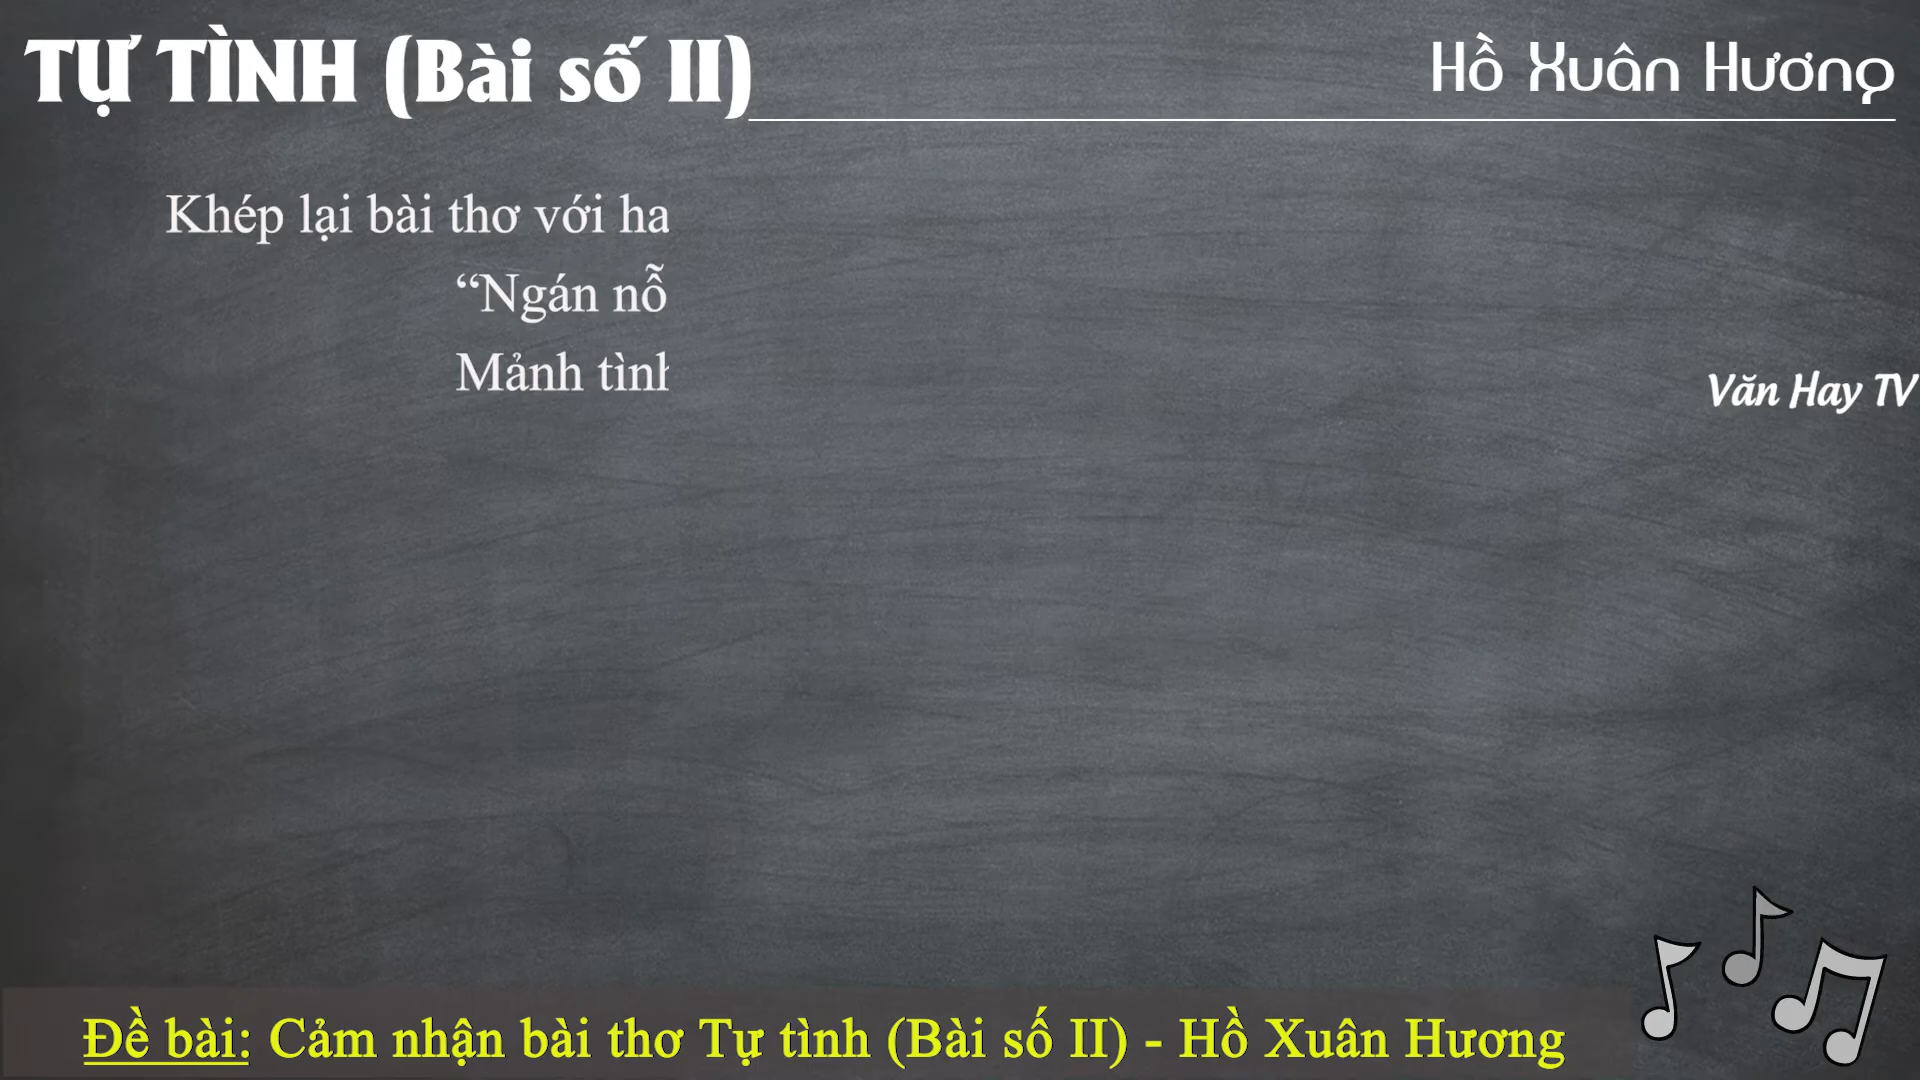 TỰ TÌNH (Bài số II)
Hồ Xuân Hương
Khép lại bài thơ với ha
“Ngán nỗ
Mảnh tình
Văn Hay TV
Đề bài: Cảm nhận bài thơ Tự tình (Bài số II) - Hồ Xuân Hương